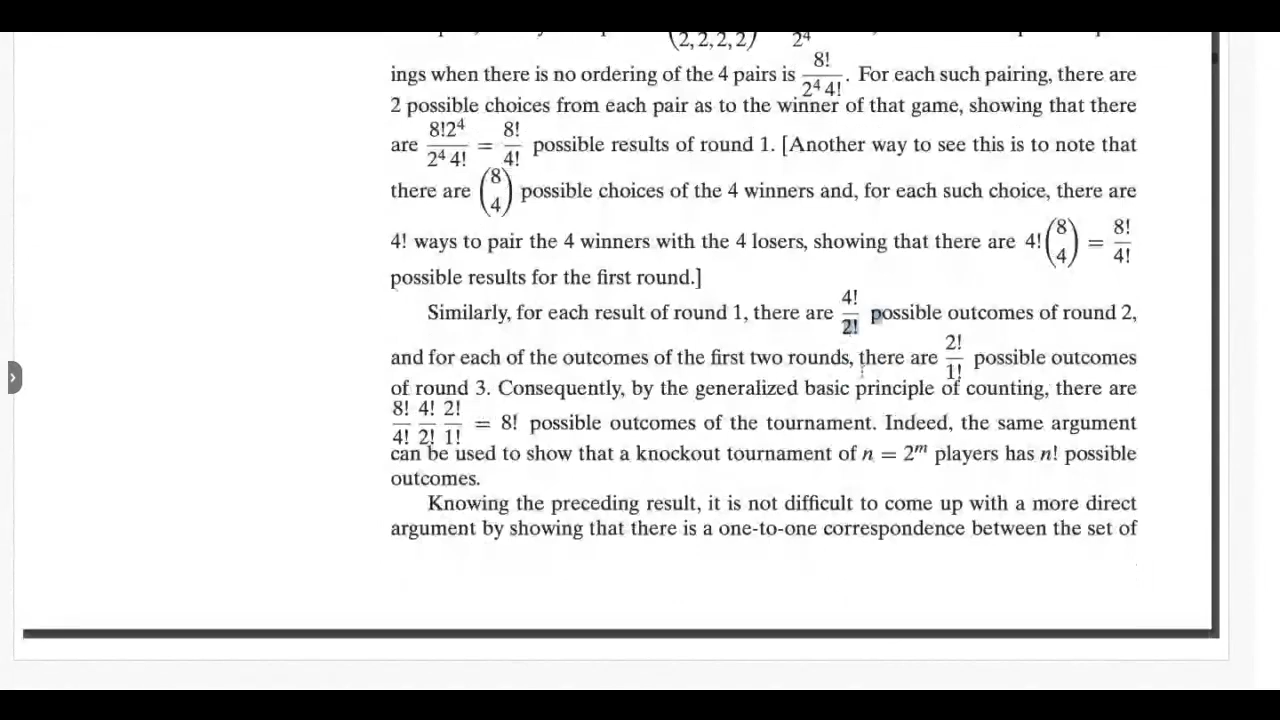 (2, 2, 2, 2) 2⁴
ings when there is no ordering of the 4 pairs is 8!/(2⁴ 4!). For each such pairing, there are
2 possible choices from each pair as to the winner of that game, showing that there
are 8!2⁴/(2⁴ 4!) = 8!/4! possible results of round 1. [Another way to see this is to note that
there are (8 4) possible choices of the 4 winners and, for each such choice, there are
4! ways to pair the 4 winners with the 4 losers, showing that there are 4!(8 4) = 8!/4!
possible results for the first round.]
Similarly, for each result of round 1, there are 4!/2! possible outcomes of round 2,
and for each of the outcomes of the first two rounds, there are 2!/1! possible outcomes
of round 3. Consequently, by the generalized basic principle of counting, there are
8!/4! 4!/2! 2!/1! = 8! possible outcomes of the tournament. Indeed, the same argument
can be used to show that a knockout tournament of n = 2ᵐ players has n! possible
outcomes.
Knowing the preceding result, it is not difficult to come up with a more direct
argument by showing that there is a one-to-one correspondence between the set of